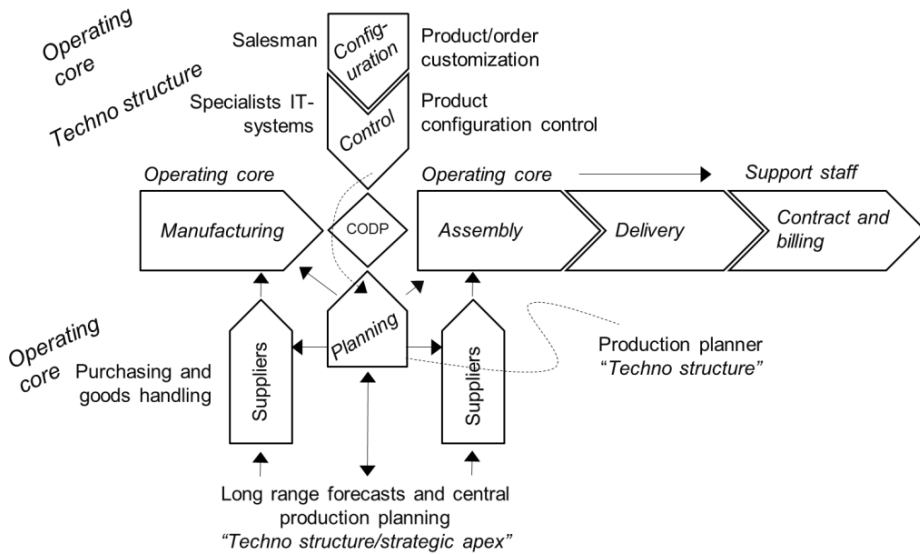 Operating
core
Techno structure
Salesman
Config-
uration
Product/order
customization
Specialists IT-
systems
Control
Product
configuration control
Operating core
Manufacturing
CODP
Operating core
Assembly
Delivery
Support staff
Contract and
billing
Operating
core
Purchasing and
goods handling
Suppliers
Planning
Suppliers
Production planner
“Techno structure”
Long range forecasts and central
production planning
“Techno structure/strategic apex”